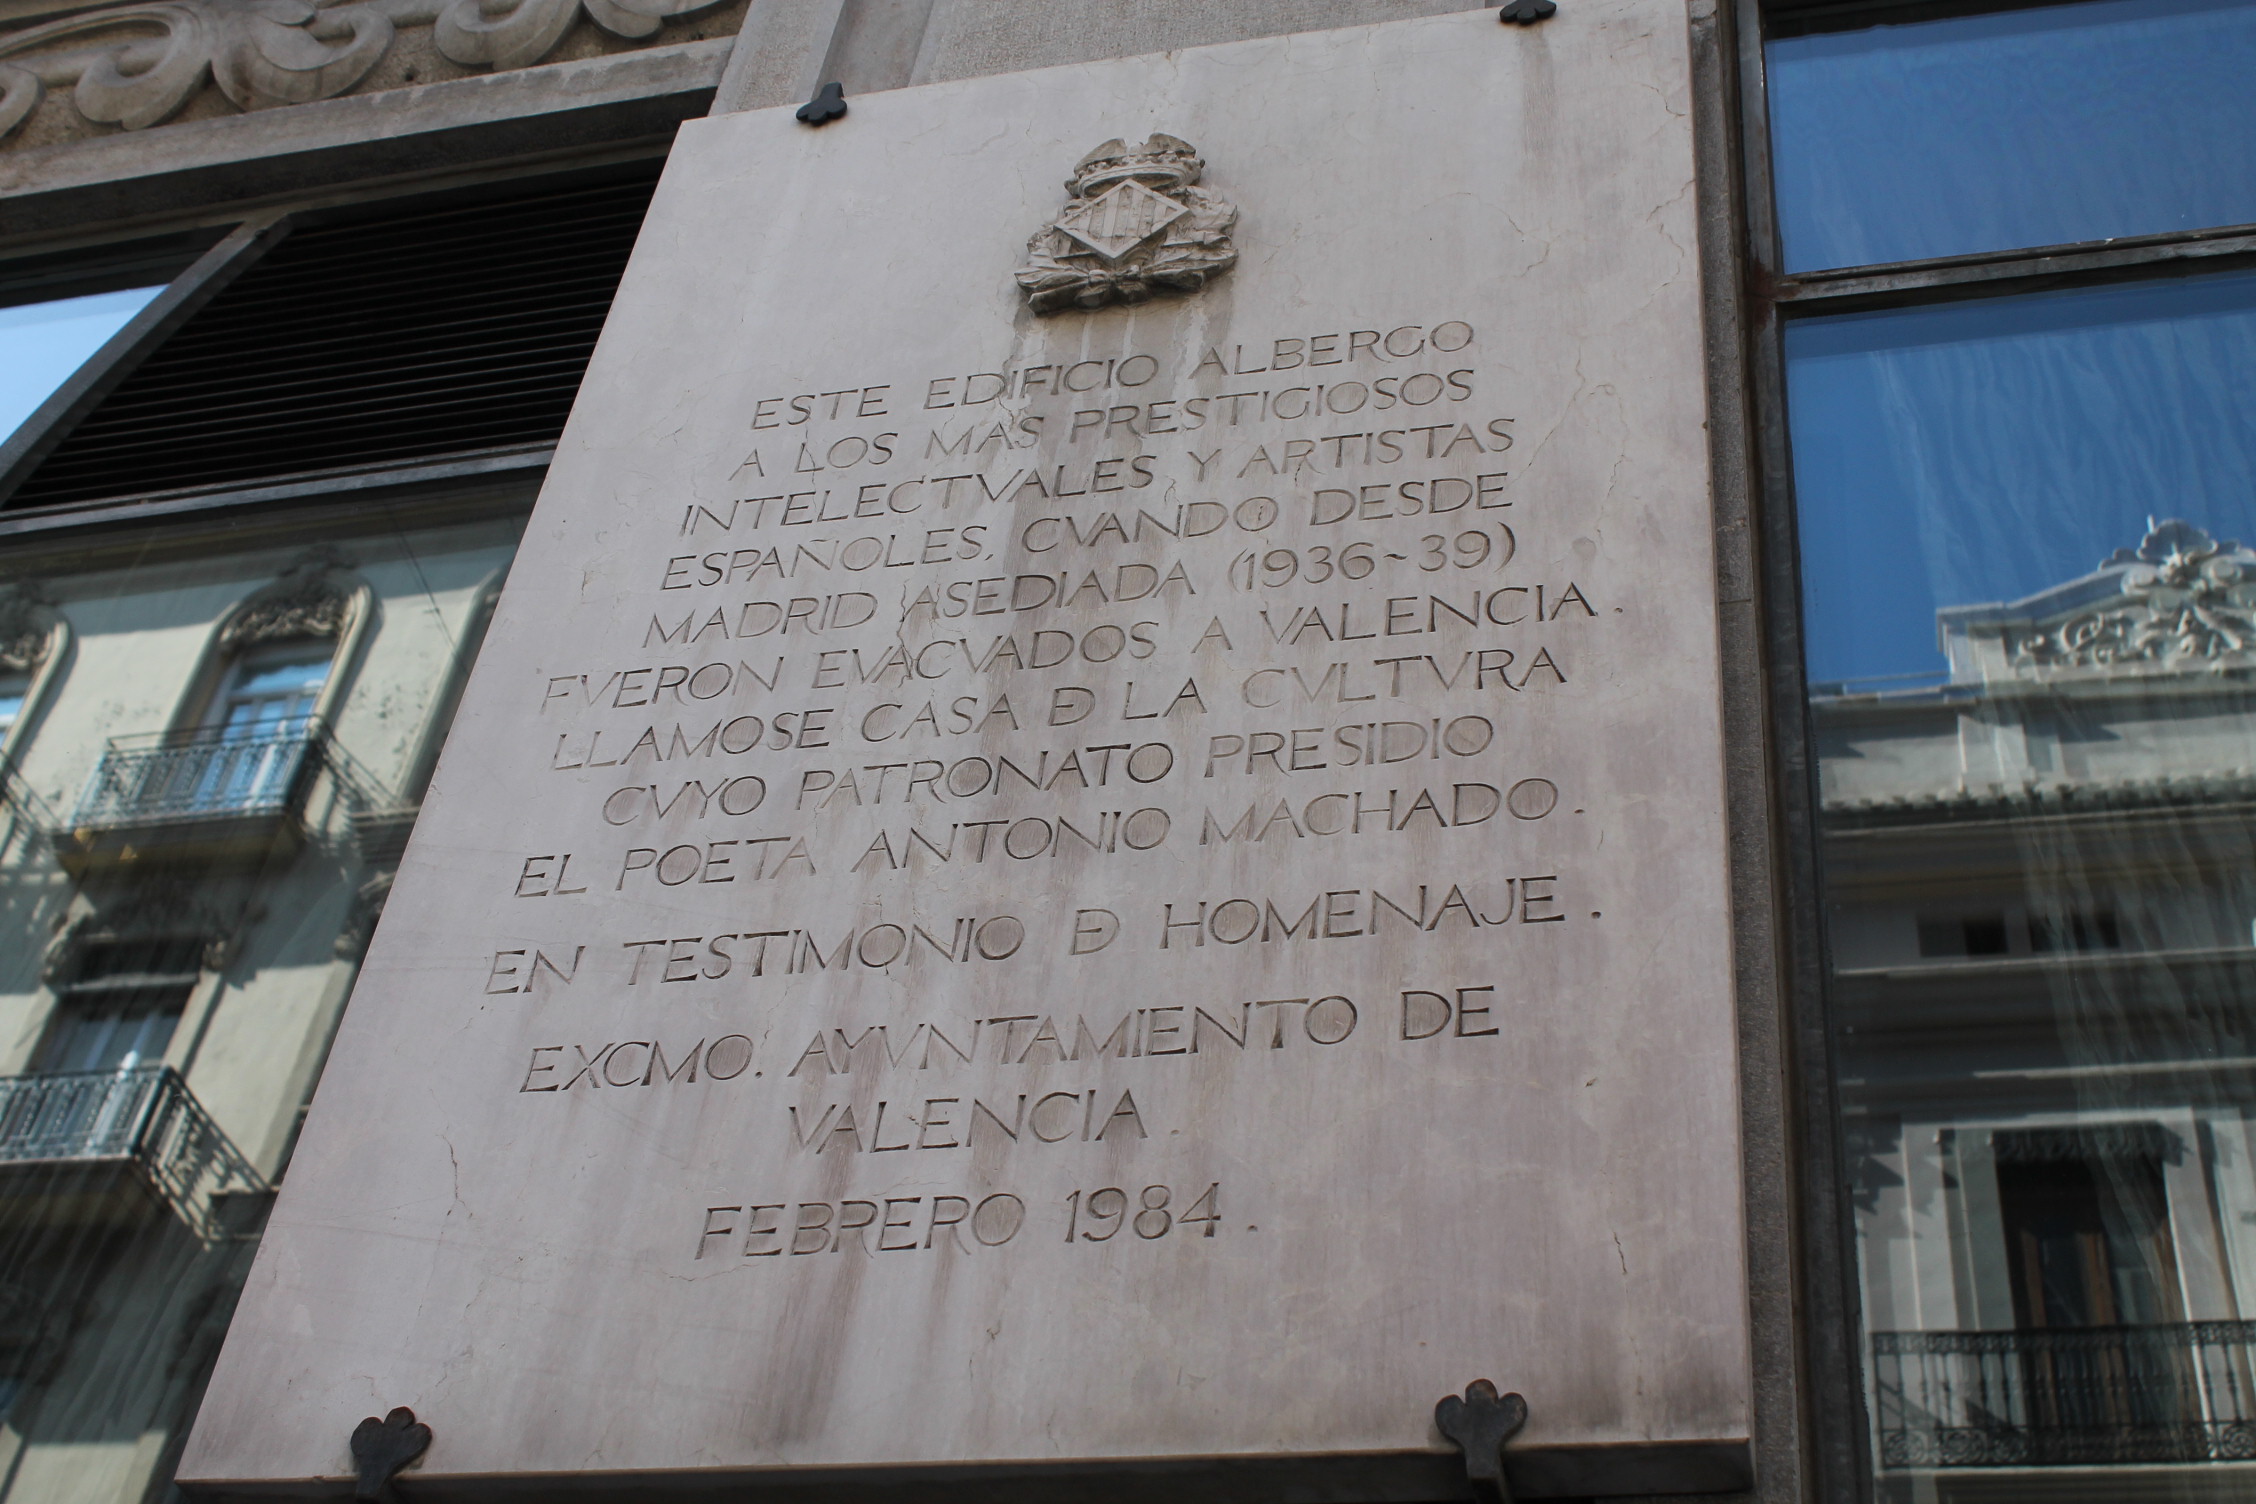 ESTE EDIFICIO ALBERGO
A LOS MAS PRESTIGIOSOS
INTELECTVALES Y ARTISTAS
ESPAÑOLES, CVANDO DESDE
MADRID ASEDIADA (1936~39)
FVERON EVACVADOS A VALENCIA.
LLAMOSE CASA DE LA CVLTVRA
CVYO PATRONATO PRESIDIO
EL POETA ANTONIO MACHADO.
EN TESTIMONIO DE HOMENAJE.
EXCMO. AYVNTAMIENTO DE
VALENCIA.
FEBRERO 1984.